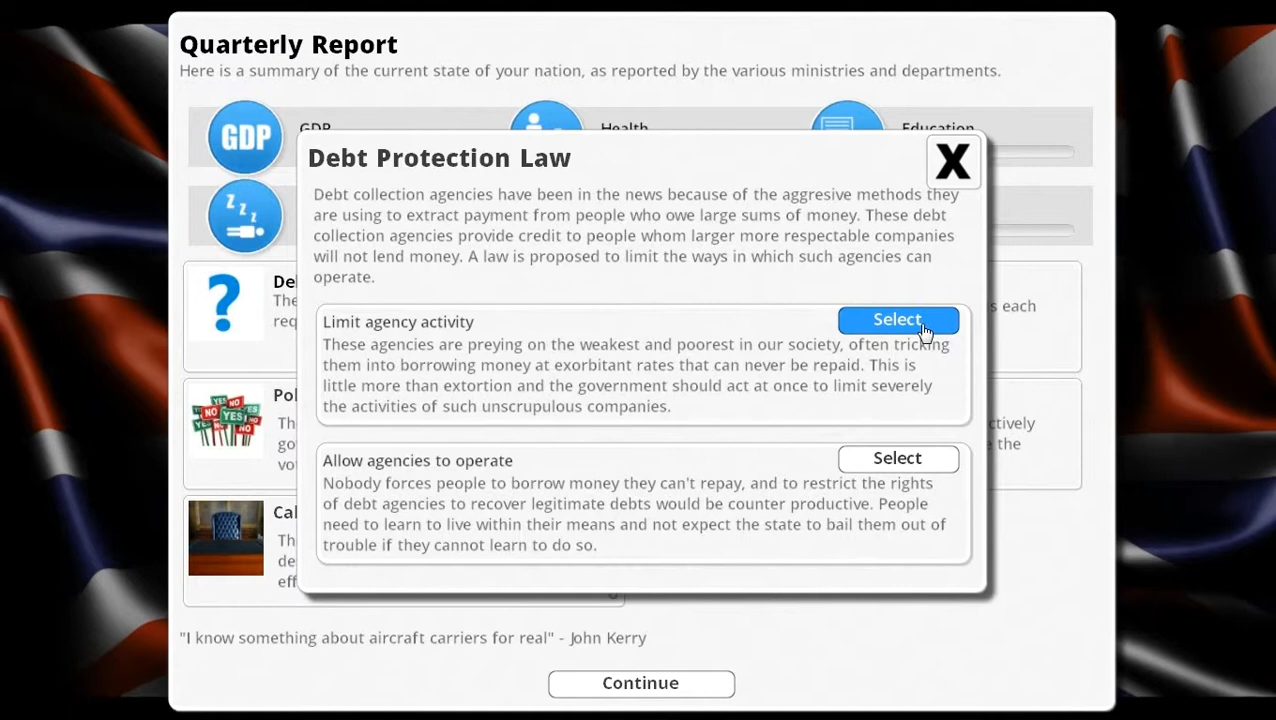 Quarterly Report
Here is a summary of the current state of your nation, as reported by the various ministries and departments.
GDP
GDP
Health
Education
Z Z Z
Debt Protection Law
X
Debt collection agencies have been in the news because of the aggresive methods they
are using to extract payment from people who owe large sums of money. These debt
collection agencies provide credit to people whom larger more respectable companies
will not lend money. A law is proposed to limit the ways in which such agencies can
operate.
Limit agency activity
Select
These agencies are preying on the weakest and poorest in our society, often tricking
them into borrowing money at exorbitant rates that can never be repaid. This is
little more than extortion and the government should act at once to limit severely
the activities of such unscrupulous companies.
Allow agencies to operate
Select
Nobody forces people to borrow money they can't repay, and to restrict the rights
of debt agencies to recover legitimate debts would be counter productive. People
need to learn to live within their means and not expect the state to bail them out of
trouble if they cannot learn to do so.
?
each
YES NO YES NO YES NO
the
"I know something about aircraft carriers for real" - John Kerry
Continue